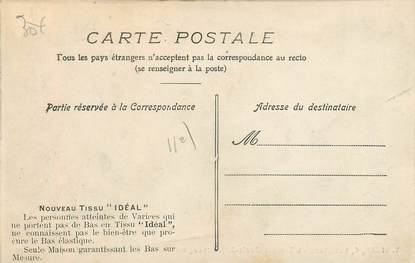 CARTE POSTALE
Tous les pays étrangers n'acceptent pas la correspondance au recto
(se renseigner à la poste)
Partie réservée à la Correspondance
Adresse du destinataire
M
NOUVEAU TISSU "IDÉAL"
Les personnes atteintes de Varices qui
ne portent pas de Bas en Tissu "Idéal",
ne connaissent pas le bien-être que pro-
cure le Bas élastique.
Seule Maison garantissant les Bas sur
Mesure.